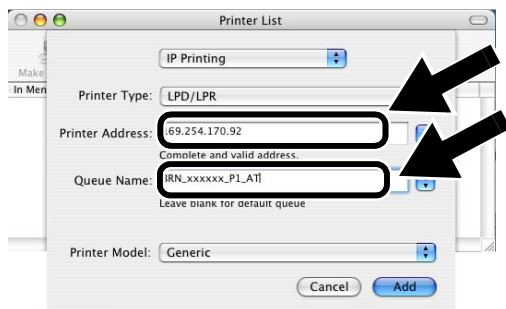 Printer List
IP Printing
Make
In Men
Printer Type: LPD/LPR
Printer Address: 169.254.170.92
Complete and valid address.
Queue Name: BRN_xxxxxx_P1_AT
Leave blank for default queue
Printer Model: Generic
Cancel Add